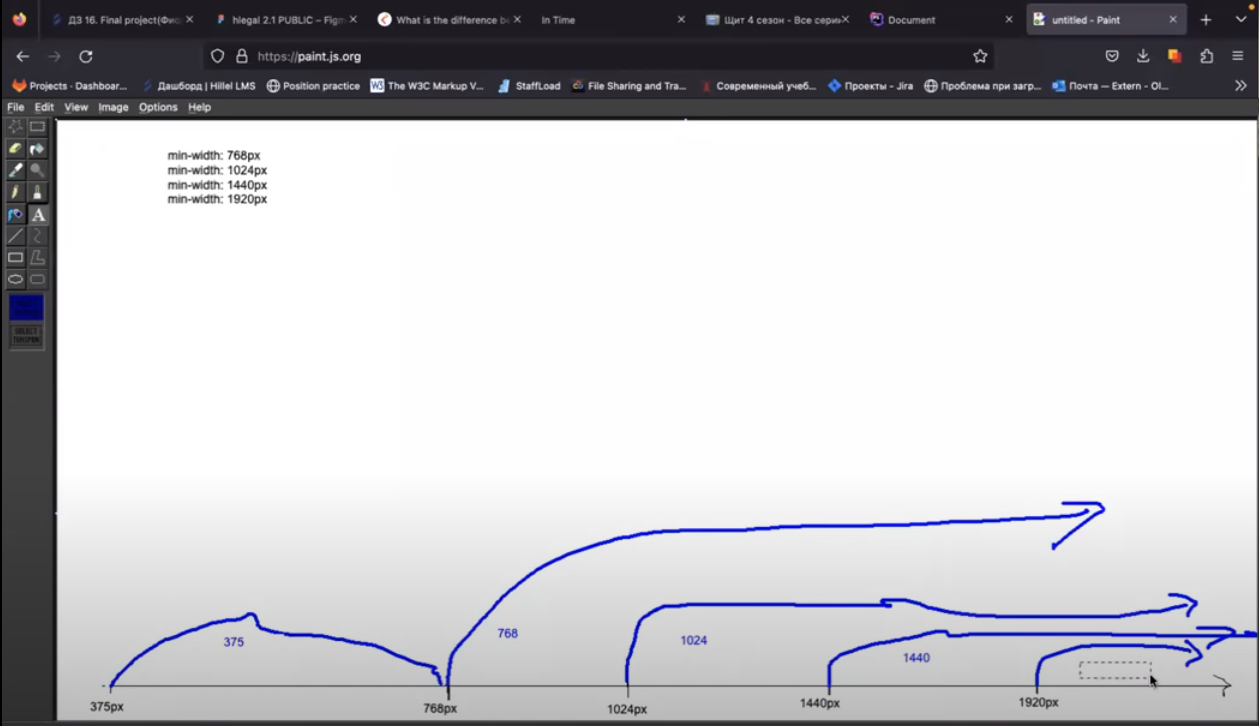 ДЗ 16. Final project(Фи
hlegal 2.1 PUBLIC – Figm
What is the difference b
In Time
Щит 4 сезон - Все сери
Document
untitled - Paint
https://paint.js.org
Projects · Dashboar...
Дашборд | Hillel LMS
Position practice
W3
The W3C Markup V...
StaffLoad
File Sharing and Tra...
Современный учеб...
Проекты - Jira
Проблема при загр...
Почта — Extern - Ol...
File Edit View Image Options Help
A
min-width: 768px
min-width: 1024px
min-width: 1440px
min-width: 1920px
375
768
1024
1440
375px
768px
1024px
1440px
1920px